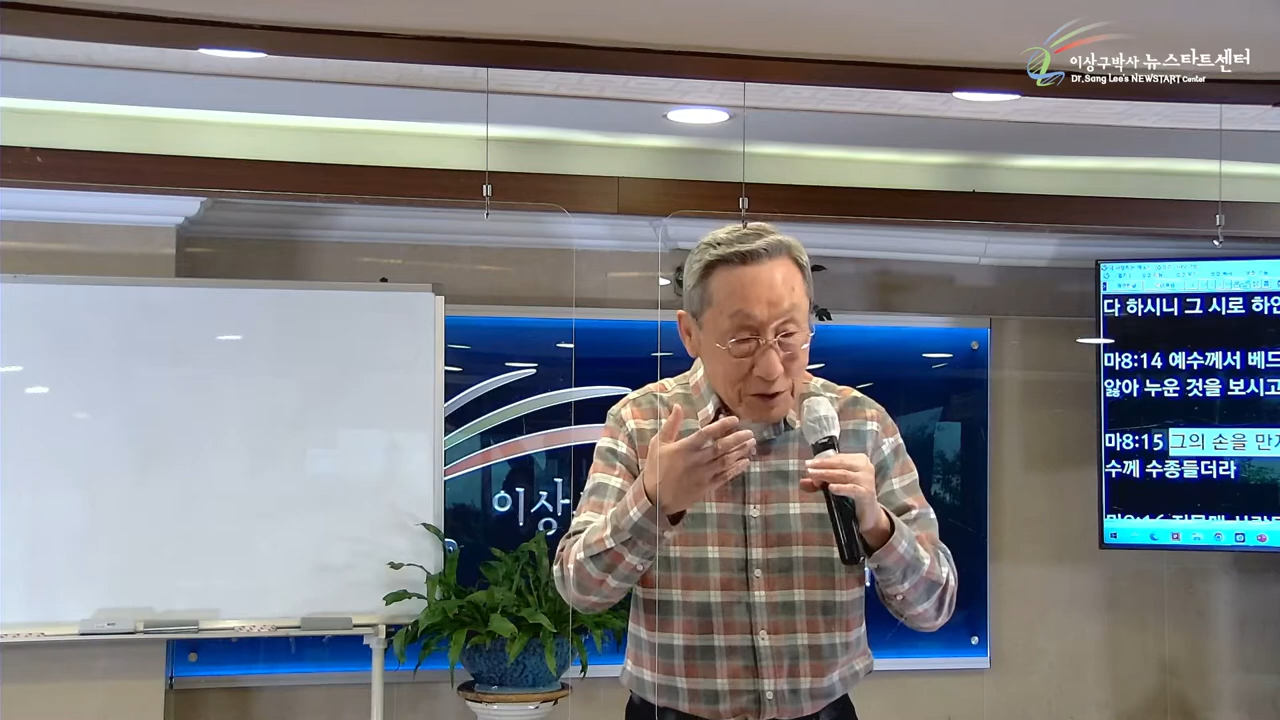 이상구박사 뉴스타트센터
Dr. Sang Lee's NEWSTART Center
다 하시니 그 시로 하인
마8:14 예수께서 베드
앓아 누운 것을 보시고
마8:15 그의 손을 만지
수께 수종들더라
이상